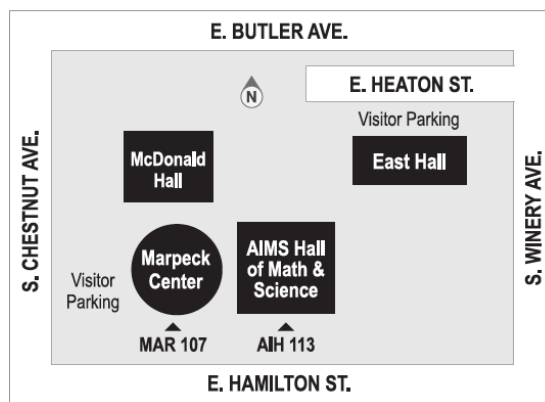 E. BUTLER AVE.
E. HEATON ST.
N
Visitor Parking
McDonald
Hall
East Hall
S. CHESTNUT AVE.
S. WINERY AVE.
Marpeck
Center
AIMS Hall
of Math &
Science
Visitor
Parking
MAR 107
AIH 113
E. HAMILTON ST.